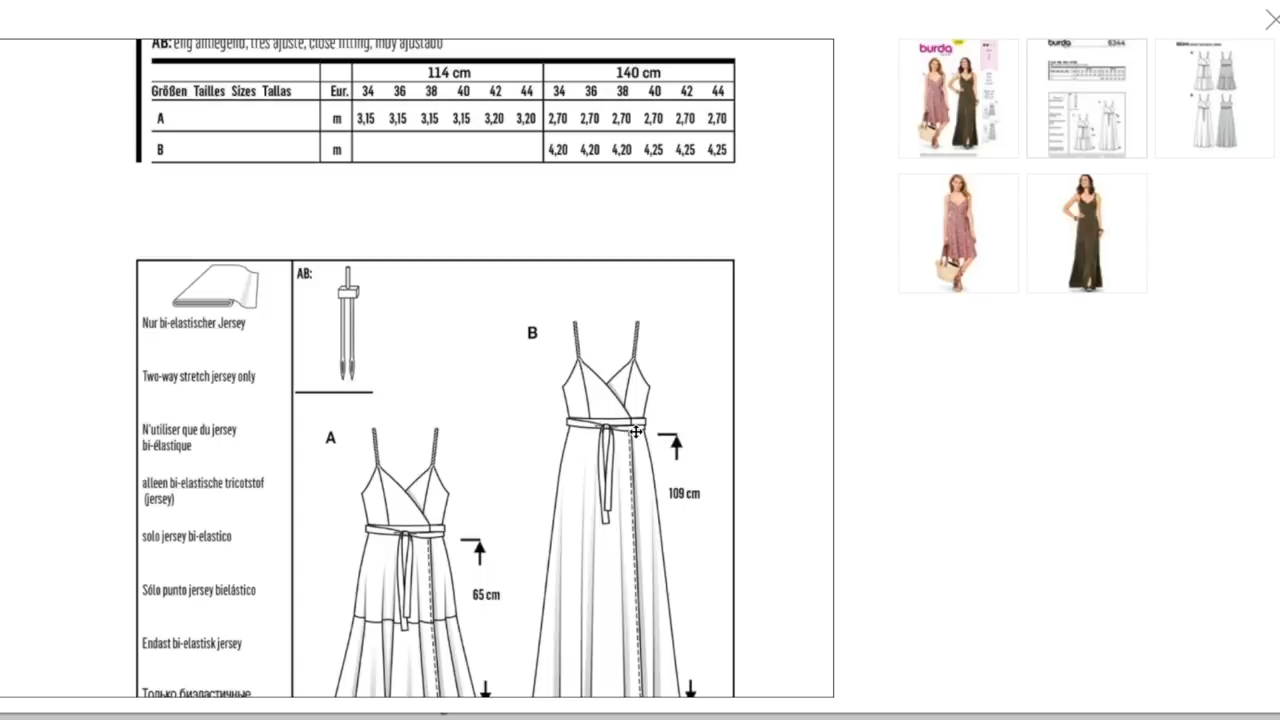 AB: eng anliegend, très ajusté, close fitting, muy ajustado
114 cm 140 cm
Größen Tailles Sizes Tallas Eur. 34 36 38 40 42 44 34 36 38 40 42 44
A m 3,15 3,15 3,15 3,15 3,20 3,20 2,70 2,70 2,70 2,70 2,70 2,70
B m 4,20 4,20 4,20 4,25 4,25 4,25
AB:
Nur bi-elastischer Jersey
Two-way stretch jersey only
N'utiliser que du jersey
bi-élastique
alleen bi-elastische tricotstof
(jersey)
solo jersey bi-elastico
Sólo punto jersey bielástico
Endast bi-elastisk jersey
Только биэластичные
A
65 cm
B
109 cm
burda
burda 6344